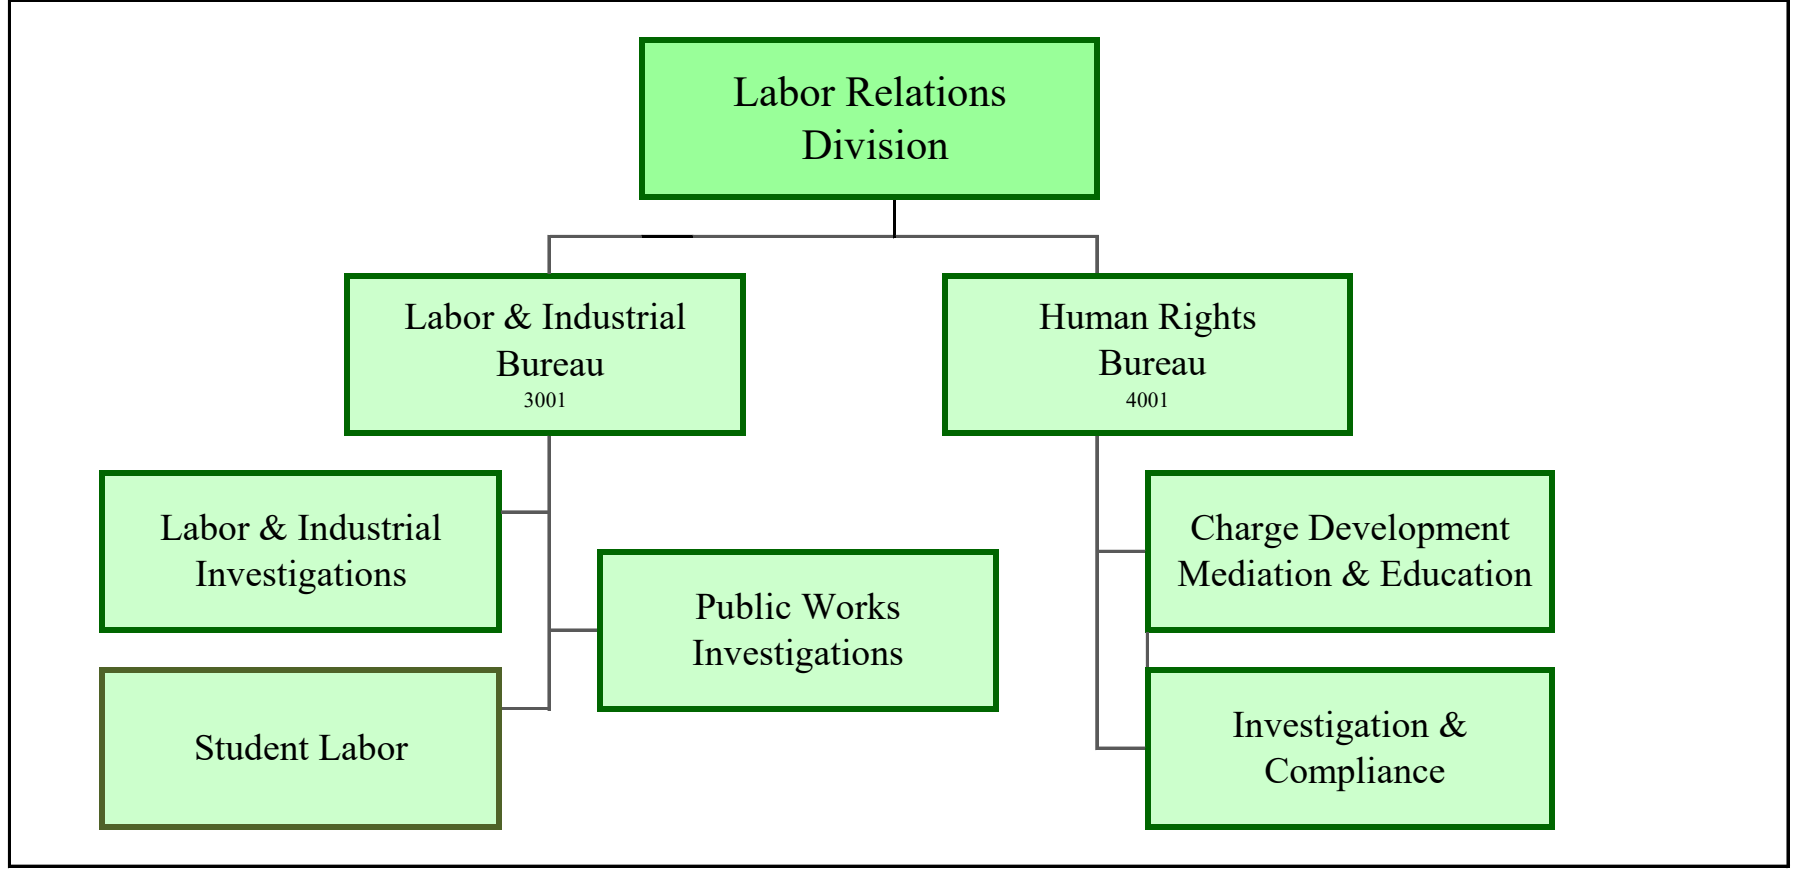 Labor Relations
Division
Labor & Industrial
Bureau
3001
Human Rights
Bureau
4001
Labor & Industrial
Investigations
Public Works
Investigations
Student Labor
Charge Development
Mediation & Education
Investigation &
Compliance